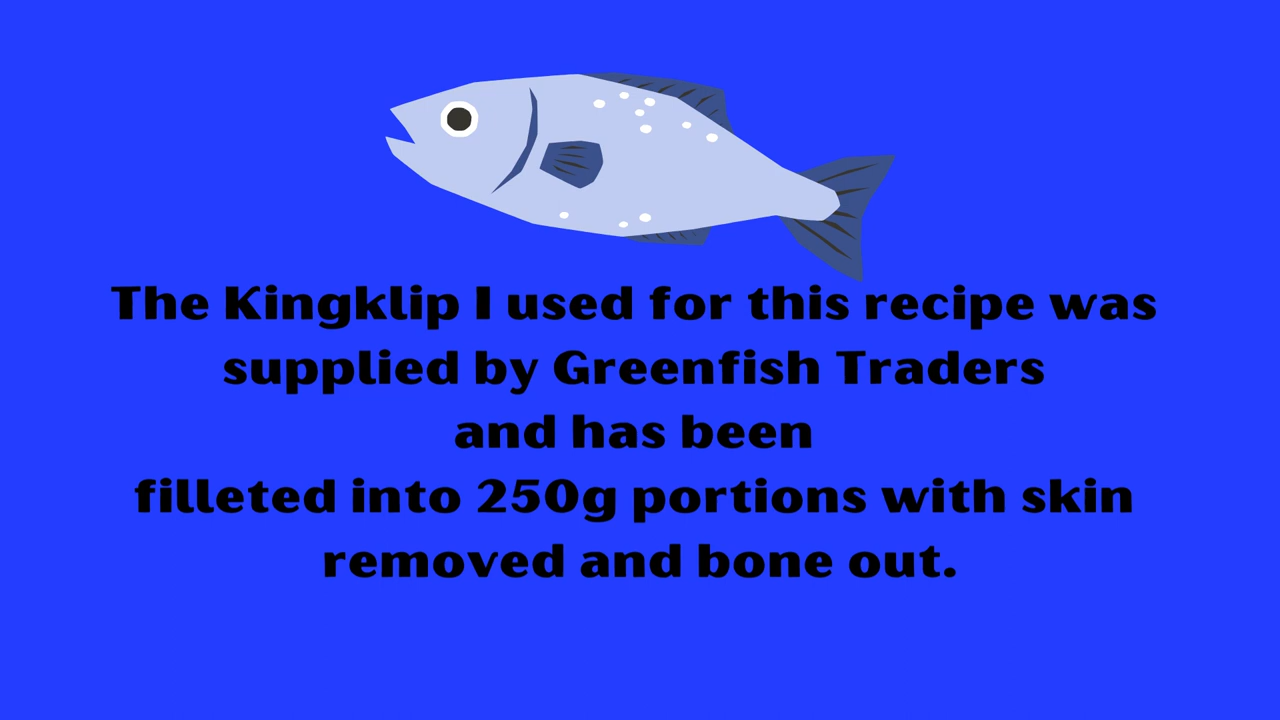 The Kingklip I used for this recipe was
supplied by Greenfish Traders
and has been
filleted into 250g portions with skin
removed and bone out.